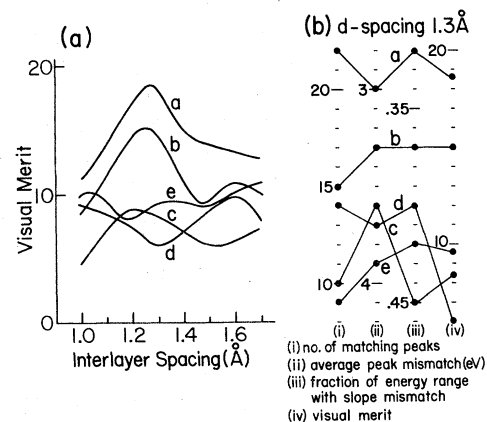 (a)
20
10
0
Visual Merit
a
b
e
c
d
1.0 1.2 1.4 1.6
Interlayer Spacing(Å)
(b) d-spacing 1.3Å
a 20
20 3
.35
b
15
d
c
e 10
10 4
.45
(i) (ii) (iii) (iv)
(i) no. of matching peaks
(ii) average peak mismatch(eV)
(iii) fraction of energy range
with slope mismatch
(iv) visual merit